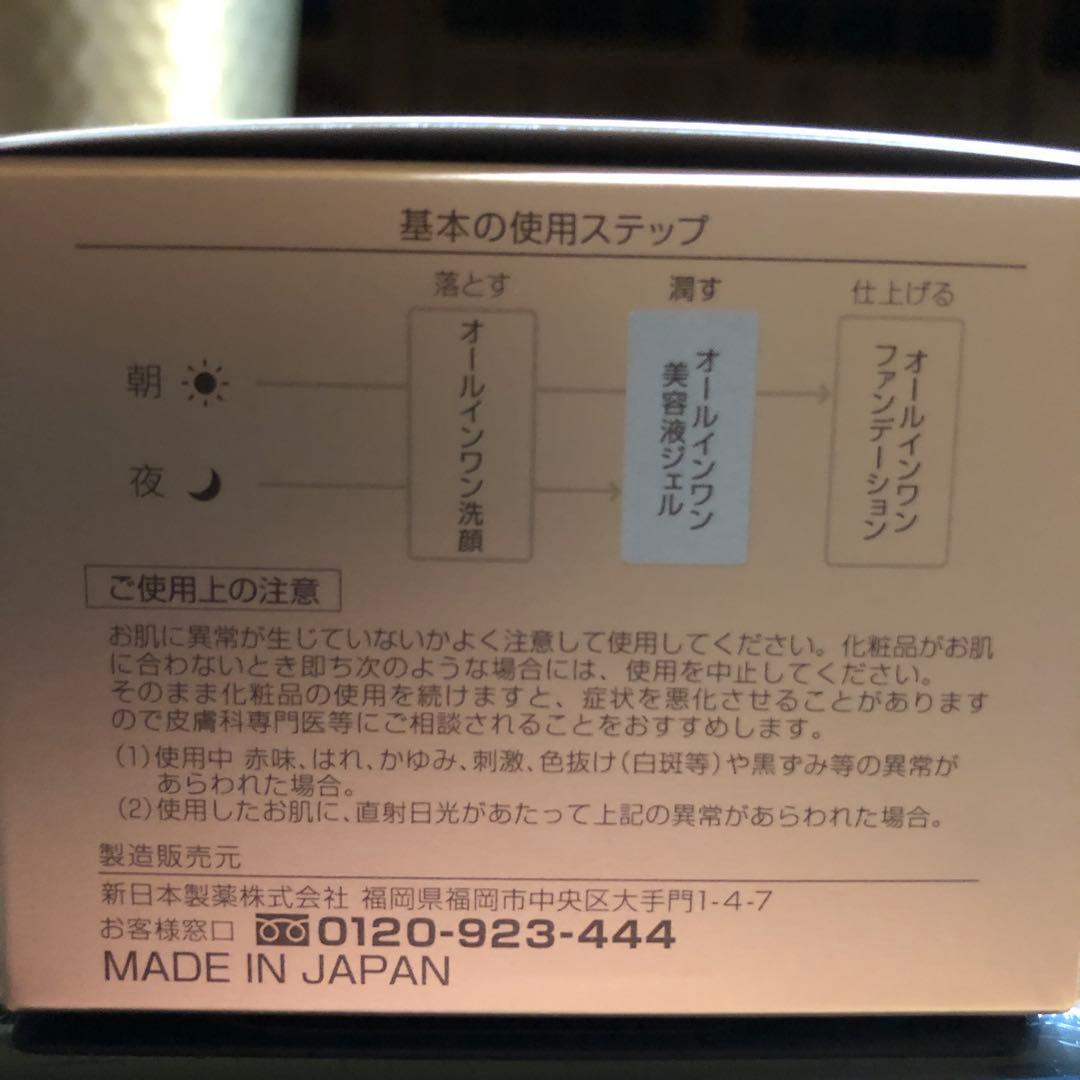 基本の使用ステップ
落とす
潤す
仕上げる
朝
夜
オールインワン洗顔
オールインワン
美容液ジェル
オールインワン
ファンデーション
ご使用上の注意
お肌に異常が生じていないかよく注意して使用してください。化粧品がお肌
に合わないとき即ち次のような場合には、使用を中止してください。
そのまま化粧品の使用を続けますと、症状を悪化させることがあります
ので皮膚科専門医等にご相談されることをおすすめします。
(1)使用中 赤味、はれ、かゆみ、刺激、色抜け(白斑等)や黒ずみ等の異常が
あらわれた場合。
(2)使用したお肌に、直射日光があたって上記の異常があらわれた場合。
製造販売元
新日本製薬株式会社 福岡県福岡市中央区大手門1-4-7
お客様窓口 0120-923-444
MADE IN JAPAN